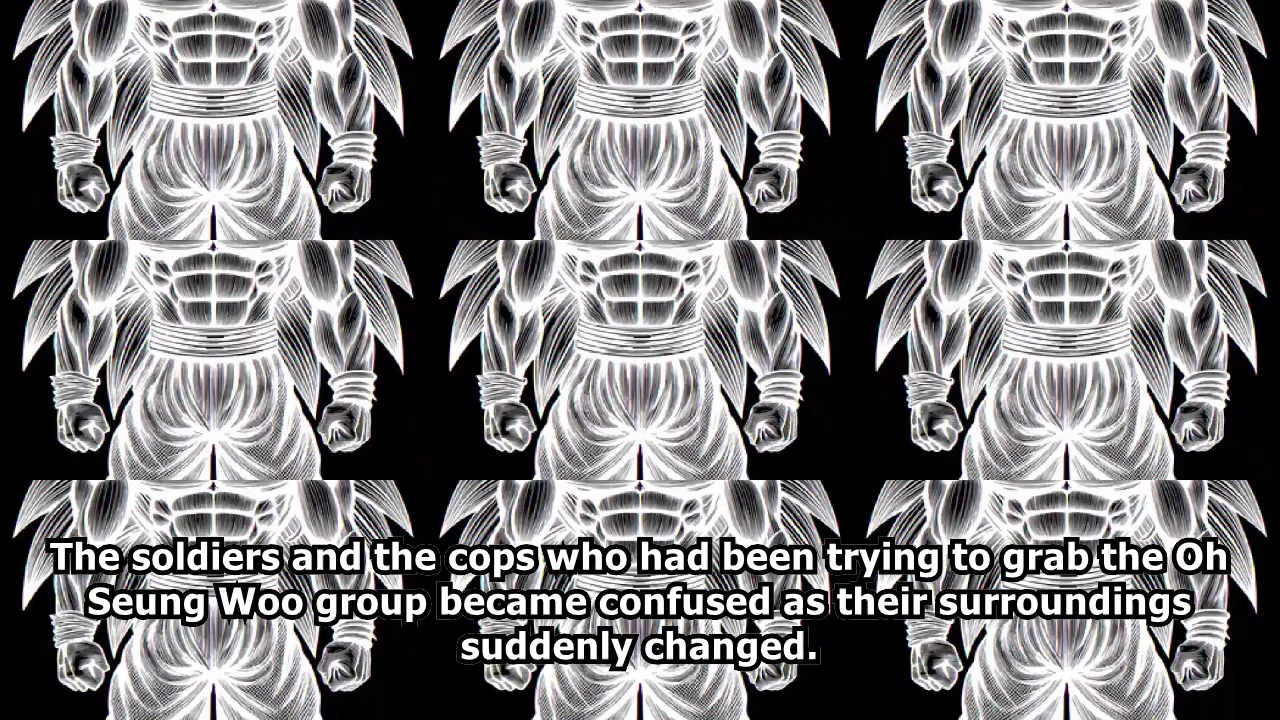 The soldiers and the cops who had been trying to grab the Oh
Seung Woo group became confused as their surroundings
suddenly changed.